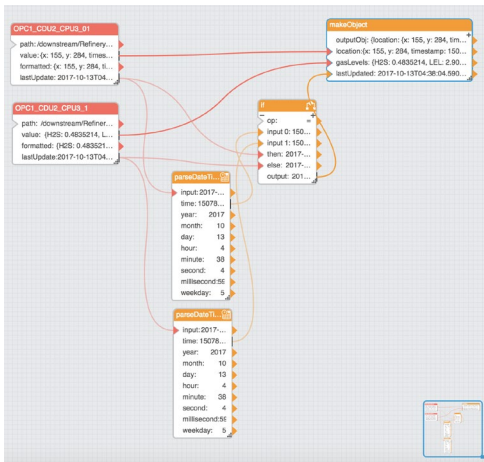 OPC1_CDU2_CPU3_01
path: /downstream/Refinery...
value: {x: 155, y: 284, times...
formatted: {x: 155, y: 284, ti...
lastUpdate: 2017-10-13T04...
OPC1_CDU2_CPU3_1
path: /downstream/Refiner...
value: {H2S: 0.4835214, L...
formatted: {H2S: 0.483521...
lastUpdate:2017-10-13T04...
makeObject
outputObj: {location: {x: 155, y: 284, tim...
location:{x: 155, y: 284, timestamp: 150...
gasLevels: {H2S: 0.4835214, LEL: 2.90...
lastUpdated: 2017-10-13T04:38:04.590...
if
op: =
input 0: 150...
input 1: 150...
then: 2017-...
else: 2017-...
output: 201...
parseDateTi...
input:2017-...
time: 15078...
year: 2017
month: 10
day: 13
hour: 4
minute: 38
second: 4
millisecond:59
weekday: 5
parseDateTi...
input:2017-...
time: 15078...
year: 2017
month: 10
day: 13
hour: 4
minute: 38
second: 4
millisecond:59
weekday: 5